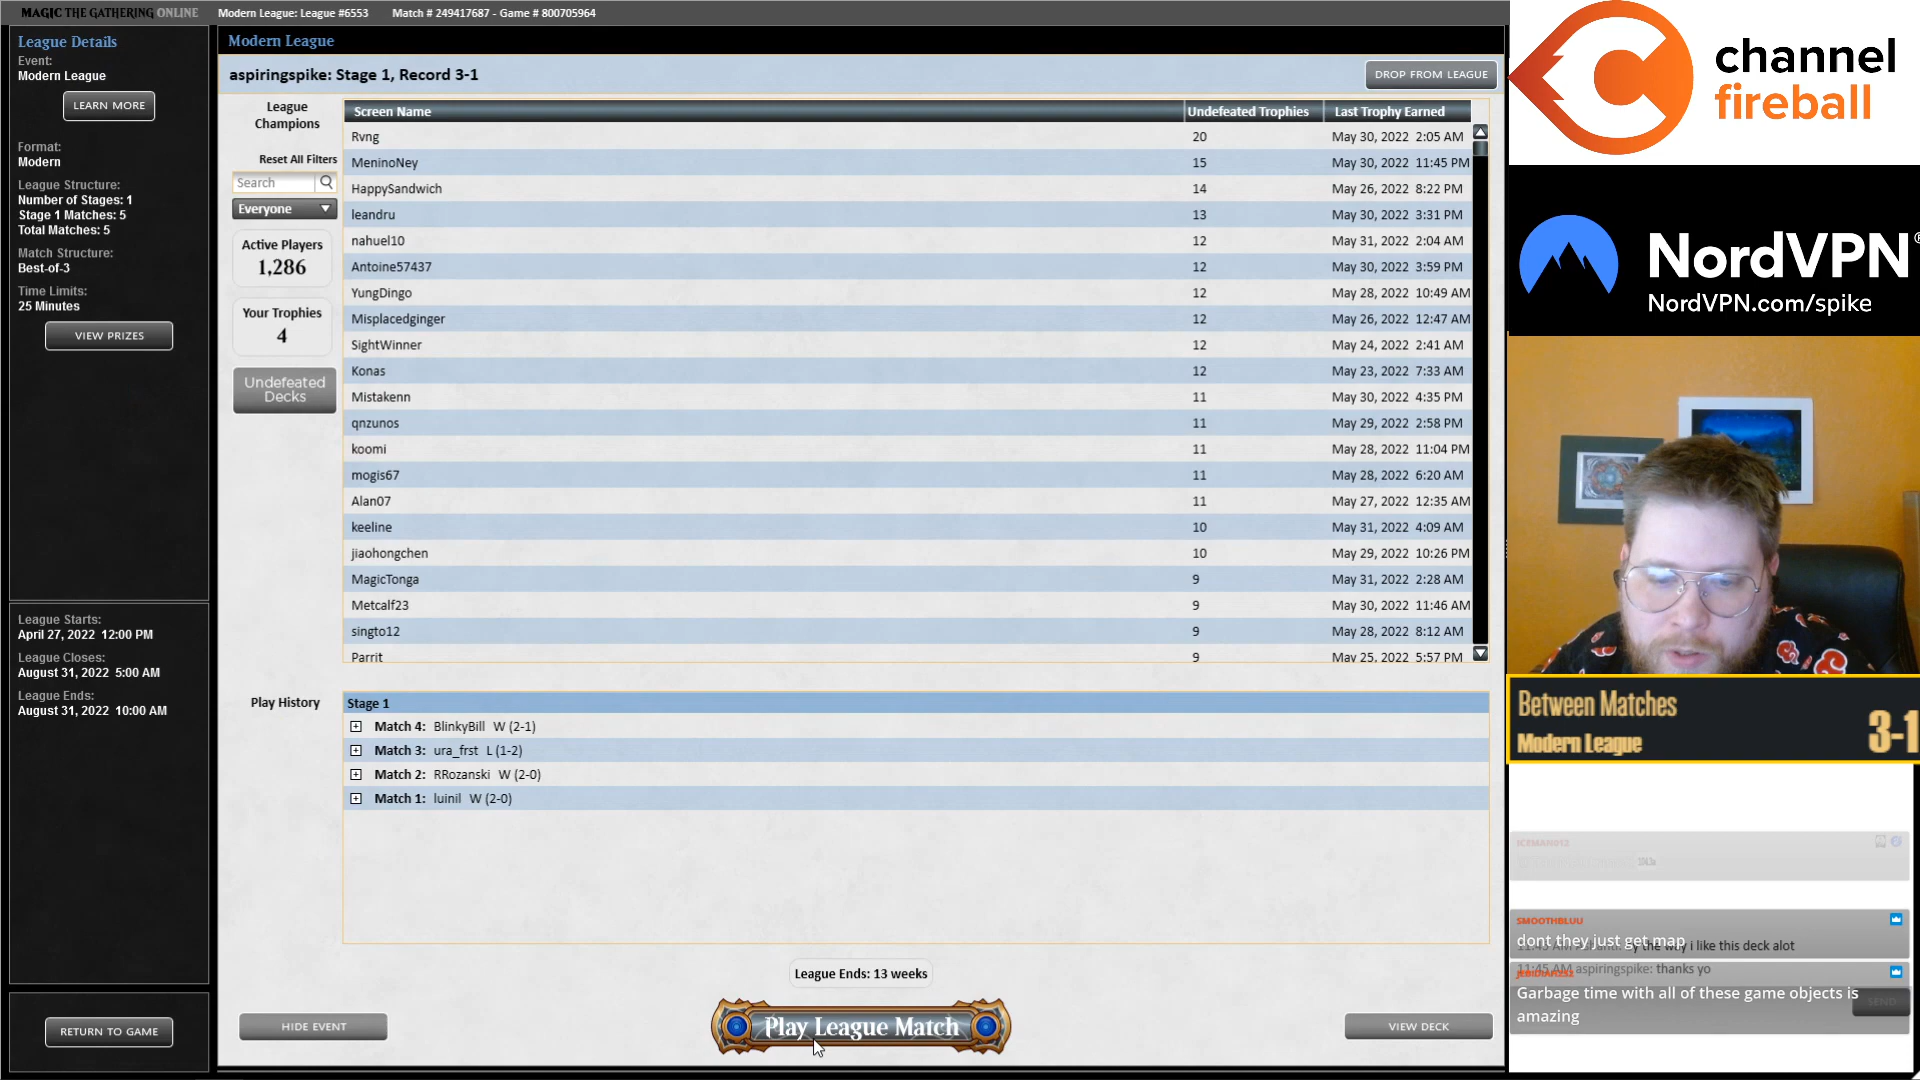 MAGIC THE GATHERING ONLINE
Modern League: League #6553
Match # 249417687 - Game # 800705964
League Details
Event:
Modern League
LEARN MORE
Format:
Modern
League Structure:
Number of Stages: 1
Stage 1 Matches: 5
Total Matches: 5
Match Structure:
Best-of-3
Time Limits:
25 Minutes
VIEW PRIZES
League Starts:
April 27, 2022 12:00 PM
League Closes:
August 31, 2022 5:00 AM
League Ends:
August 31, 2022 10:00 AM
RETURN TO GAME
Modern League
aspiringspike: Stage 1, Record 3-1
DROP FROM LEAGUE
League
Champions
Reset All Filters
Search
Everyone
Active Players
1,286
Your Trophies
4
Undefeated
Decks
Screen Name Undefeated Trophies Last Trophy Earned
Rvng 20 May 30, 2022 2:05 AM
MeninoNey 15 May 30, 2022 11:45 PM
HappySandwich 14 May 26, 2022 8:22 PM
leandru 13 May 30, 2022 3:31 PM
nahuel10 12 May 31, 2022 2:04 AM
Antoine57437 12 May 30, 2022 3:59 PM
YungDingo 12 May 28, 2022 10:49 AM
Misplacedginger 12 May 26, 2022 12:47 AM
SightWinner 12 May 24, 2022 2:41 AM
Konas 12 May 23, 2022 7:33 AM
Mistakenn 11 May 30, 2022 4:35 PM
qnzunos 11 May 29, 2022 2:58 PM
koomi 11 May 28, 2022 11:04 PM
mogis67 11 May 28, 2022 6:20 AM
Alan07 11 May 27, 2022 12:35 AM
keeline 10 May 31, 2022 4:09 AM
jiaohongchen 10 May 29, 2022 10:26 PM
MagicTonga 9 May 31, 2022 2:28 AM
Metcalf23 9 May 30, 2022 11:46 AM
singto12 9 May 28, 2022 8:12 AM
Parrit 9 May 25, 2022 5:57 PM
Play History
Stage 1
Match 4: BlinkyBill W (2-1)
Match 3: ura_frst L (1-2)
Match 2: RRozanski W (2-0)
Match 1: luinil W (2-0)
League Ends: 13 weeks
HIDE EVENT
Play League Match
VIEW DECK
channel
fireball
NordVPN®
NordVPN.com/spike
Between Matches
Modern League
3-1
SMOOTHBLUU
dont they just get map
the way i like this deck alot
11:45 AM aspiringspike: thanks yo
Garbage time with all of these game objects is
amazing
SEND